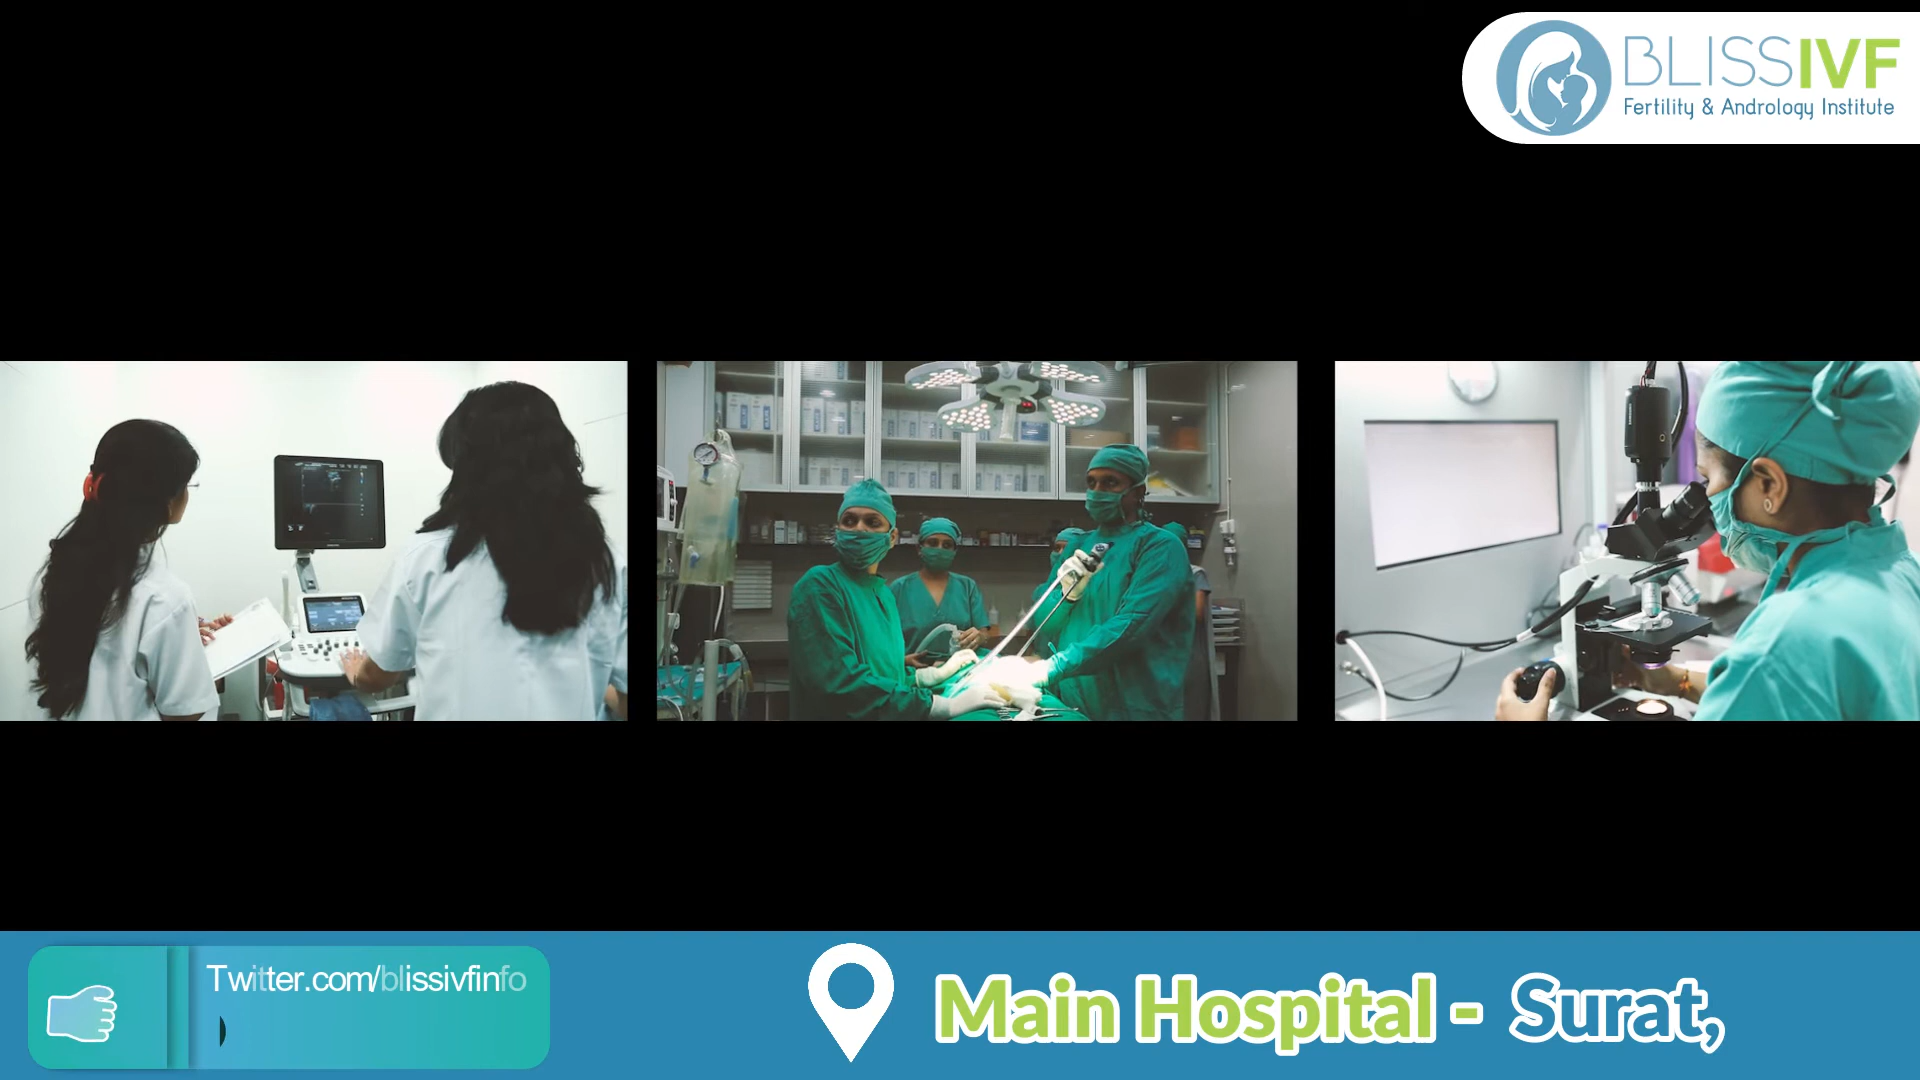 BLISSIVF
Fertility & Andrology Institute
Twitter.com/blissivfinfo
Main Hospital - Surat,